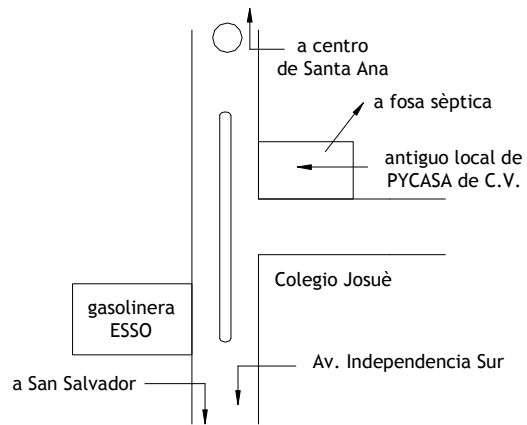 a centro
de Santa Ana
a fosa sèptica
antiguo local de
PYCASA de C.V.
Colegio Josuè
gasolinera
ESSO
Av. Independencia Sur
a San Salvador